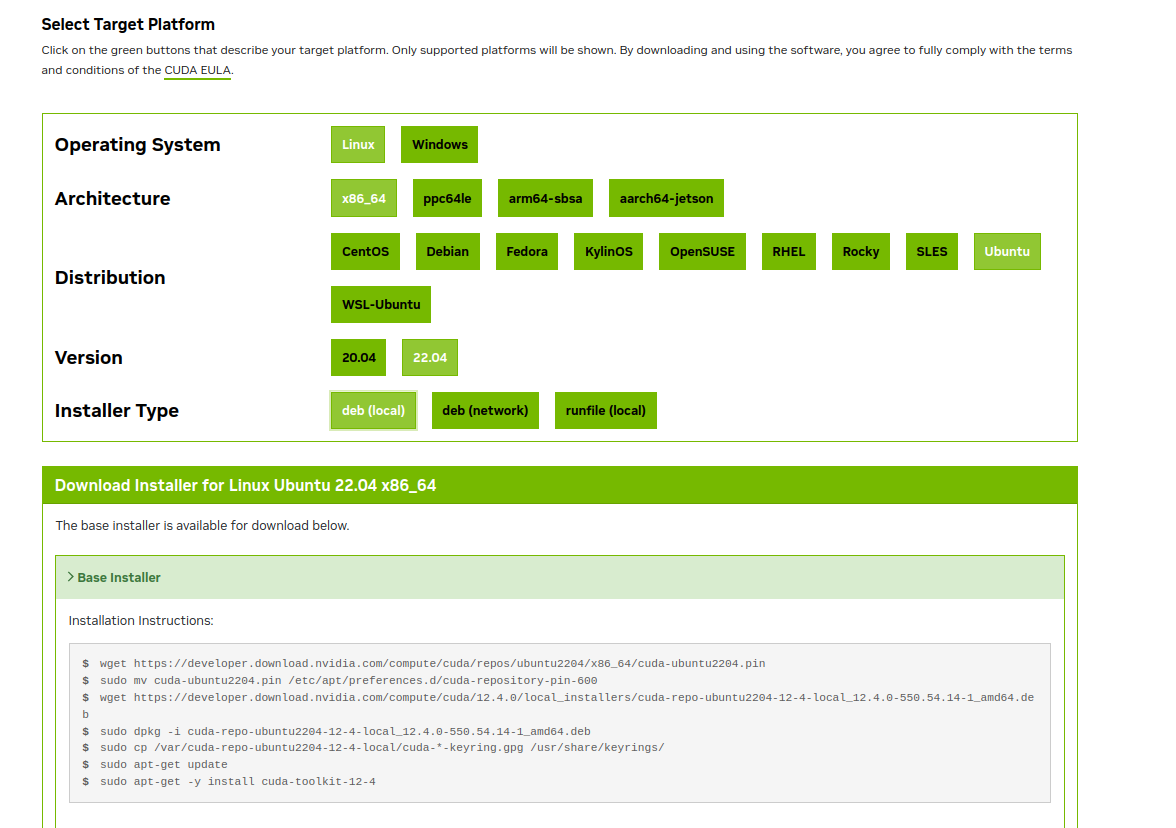 Select Target Platform
Click on the green buttons that describe your target platform. Only supported platforms will be shown. By downloading and using the software, you agree to fully comply with the terms
and conditions of the CUDA EULA.
Operating System
Linux Windows
Architecture
x86_64 ppc64le arm64-sbsa aarch64-jetson
Distribution
CentOS Debian Fedora KylinOS OpenSUSE RHEL Rocky SLES Ubuntu
WSL-Ubuntu
Version
20.04 22.04
Installer Type
deb (local) deb (network) runfile (local)
Download Installer for Linux Ubuntu 22.04 x86_64
The base installer is available for download below.
> Base Installer
Installation Instructions:
$ wget https://developer.download.nvidia.com/compute/cuda/repos/ubuntu2204/x86_64/cuda-ubuntu2204.pin
$ sudo mv cuda-ubuntu2204.pin /etc/apt/preferences.d/cuda-repository-pin-600
$ wget https://developer.download.nvidia.com/compute/cuda/12.4.0/local_installers/cuda-repo-ubuntu2204-12-4-local_12.4.0-550.54.14-1_amd64.de
b
$ sudo dpkg -i cuda-repo-ubuntu2204-12-4-local_12.4.0-550.54.14-1_amd64.deb
$ sudo cp /var/cuda-repo-ubuntu2204-12-4-local/cuda-*-keyring.gpg /usr/share/keyrings/
$ sudo apt-get update
$ sudo apt-get -y install cuda-toolkit-12-4